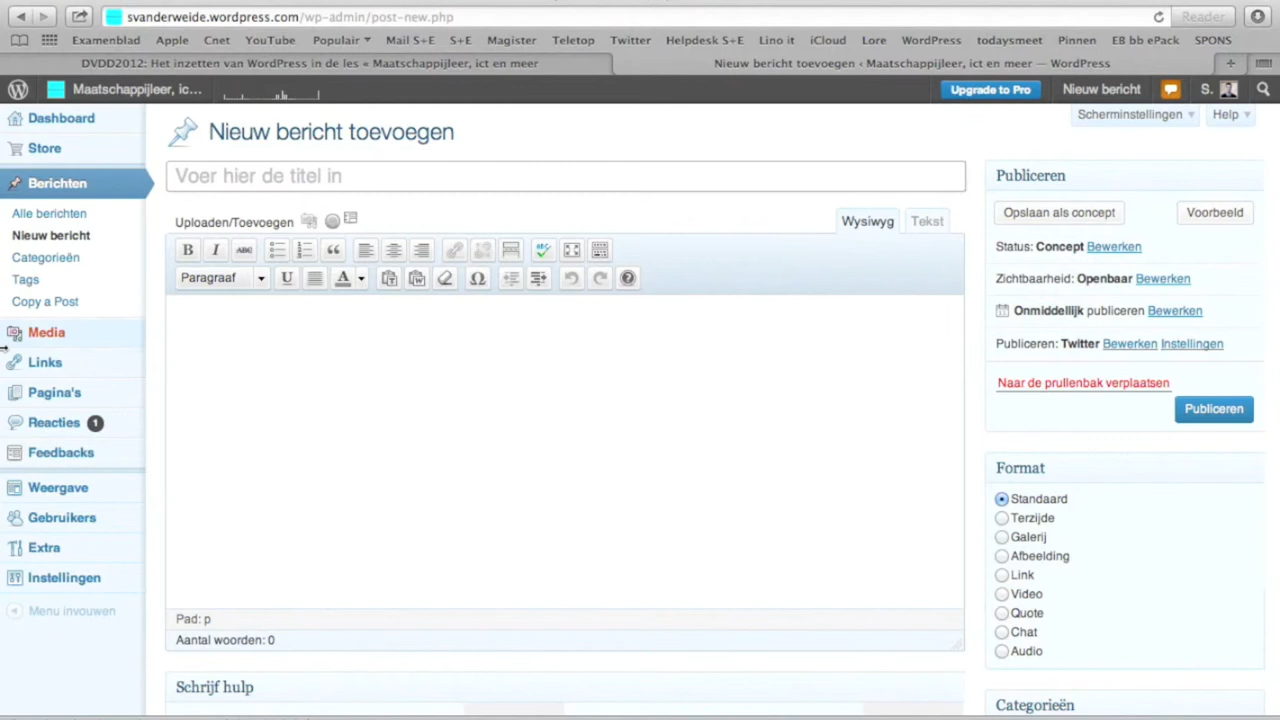 svanderweide.wordpress.com/wp-admin/post-new.php
Reader
Examenblad Apple Cnet YouTube Populair Mail S+E S+E Magister Teletop Twitter Helpdesk S+E Lino it iCloud Lore WordPress todaysmeet Pinnen EB bb ePack SPONS
DVDD2012: Het inzetten van WordPress in de les « Maatschappijleer, ict en meer
Nieuw bericht toevoegen ‹ Maatschappijleer, ict en meer — WordPress
Maatschappijleer, ic...
Upgrade to Pro
Nieuw bericht
S.
Dashboard
Store
Berichten
Alle berichten
Nieuw bericht
Categorieën
Tags
Copy a Post
Media
Links
Pagina's
Reacties 1
Feedbacks
Weergave
Gebruikers
Extra
Instellingen
Menu invouwen
Scherminstellingen
Help
Nieuw bericht toevoegen
Voer hier de titel in
Uploaden/Toevoegen
Wysiwyg
Tekst
B I ABC
Paragraaf U A Ω
Pad: p
Aantal woorden: 0
Schrijf hulp
Publiceren
Opslaan als concept
Voorbeeld
Status: Concept Bewerken
Zichtbaarheid: Openbaar Bewerken
Onmiddellijk publiceren Bewerken
Publiceren: Twitter Bewerken Instellingen
Naar de prullenbak verplaatsen
Publiceren
Format
Standaard
Terzijde
Galerij
Afbeelding
Link
Video
Quote
Chat
Audio
Categorieën